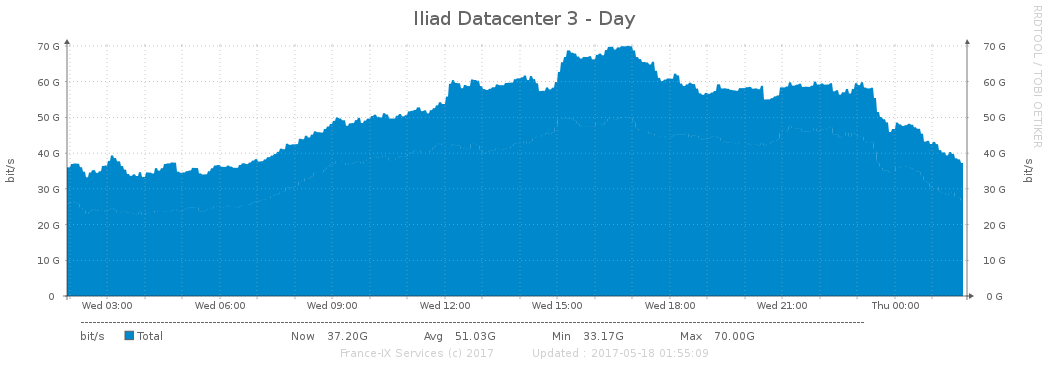 Iliad Datacenter 3 - Day
RRDTOOL / TOBI OETIKER
bit/s
bit/s
70 G 70 G
60 G 60 G
50 G 50 G
40 G 40 G
30 G 30 G
20 G 20 G
10 G 10 G
0 0 G
Wed 03:00 Wed 06:00 Wed 09:00 Wed 12:00 Wed 15:00 Wed 18:00 Wed 21:00 Thu 00:00
bit/s Total Now 37.20G Avg 51.03G Min 33.17G Max 70.00G
France-IX Services (c) 2017 Updated : 2017-05-18 01:55:09